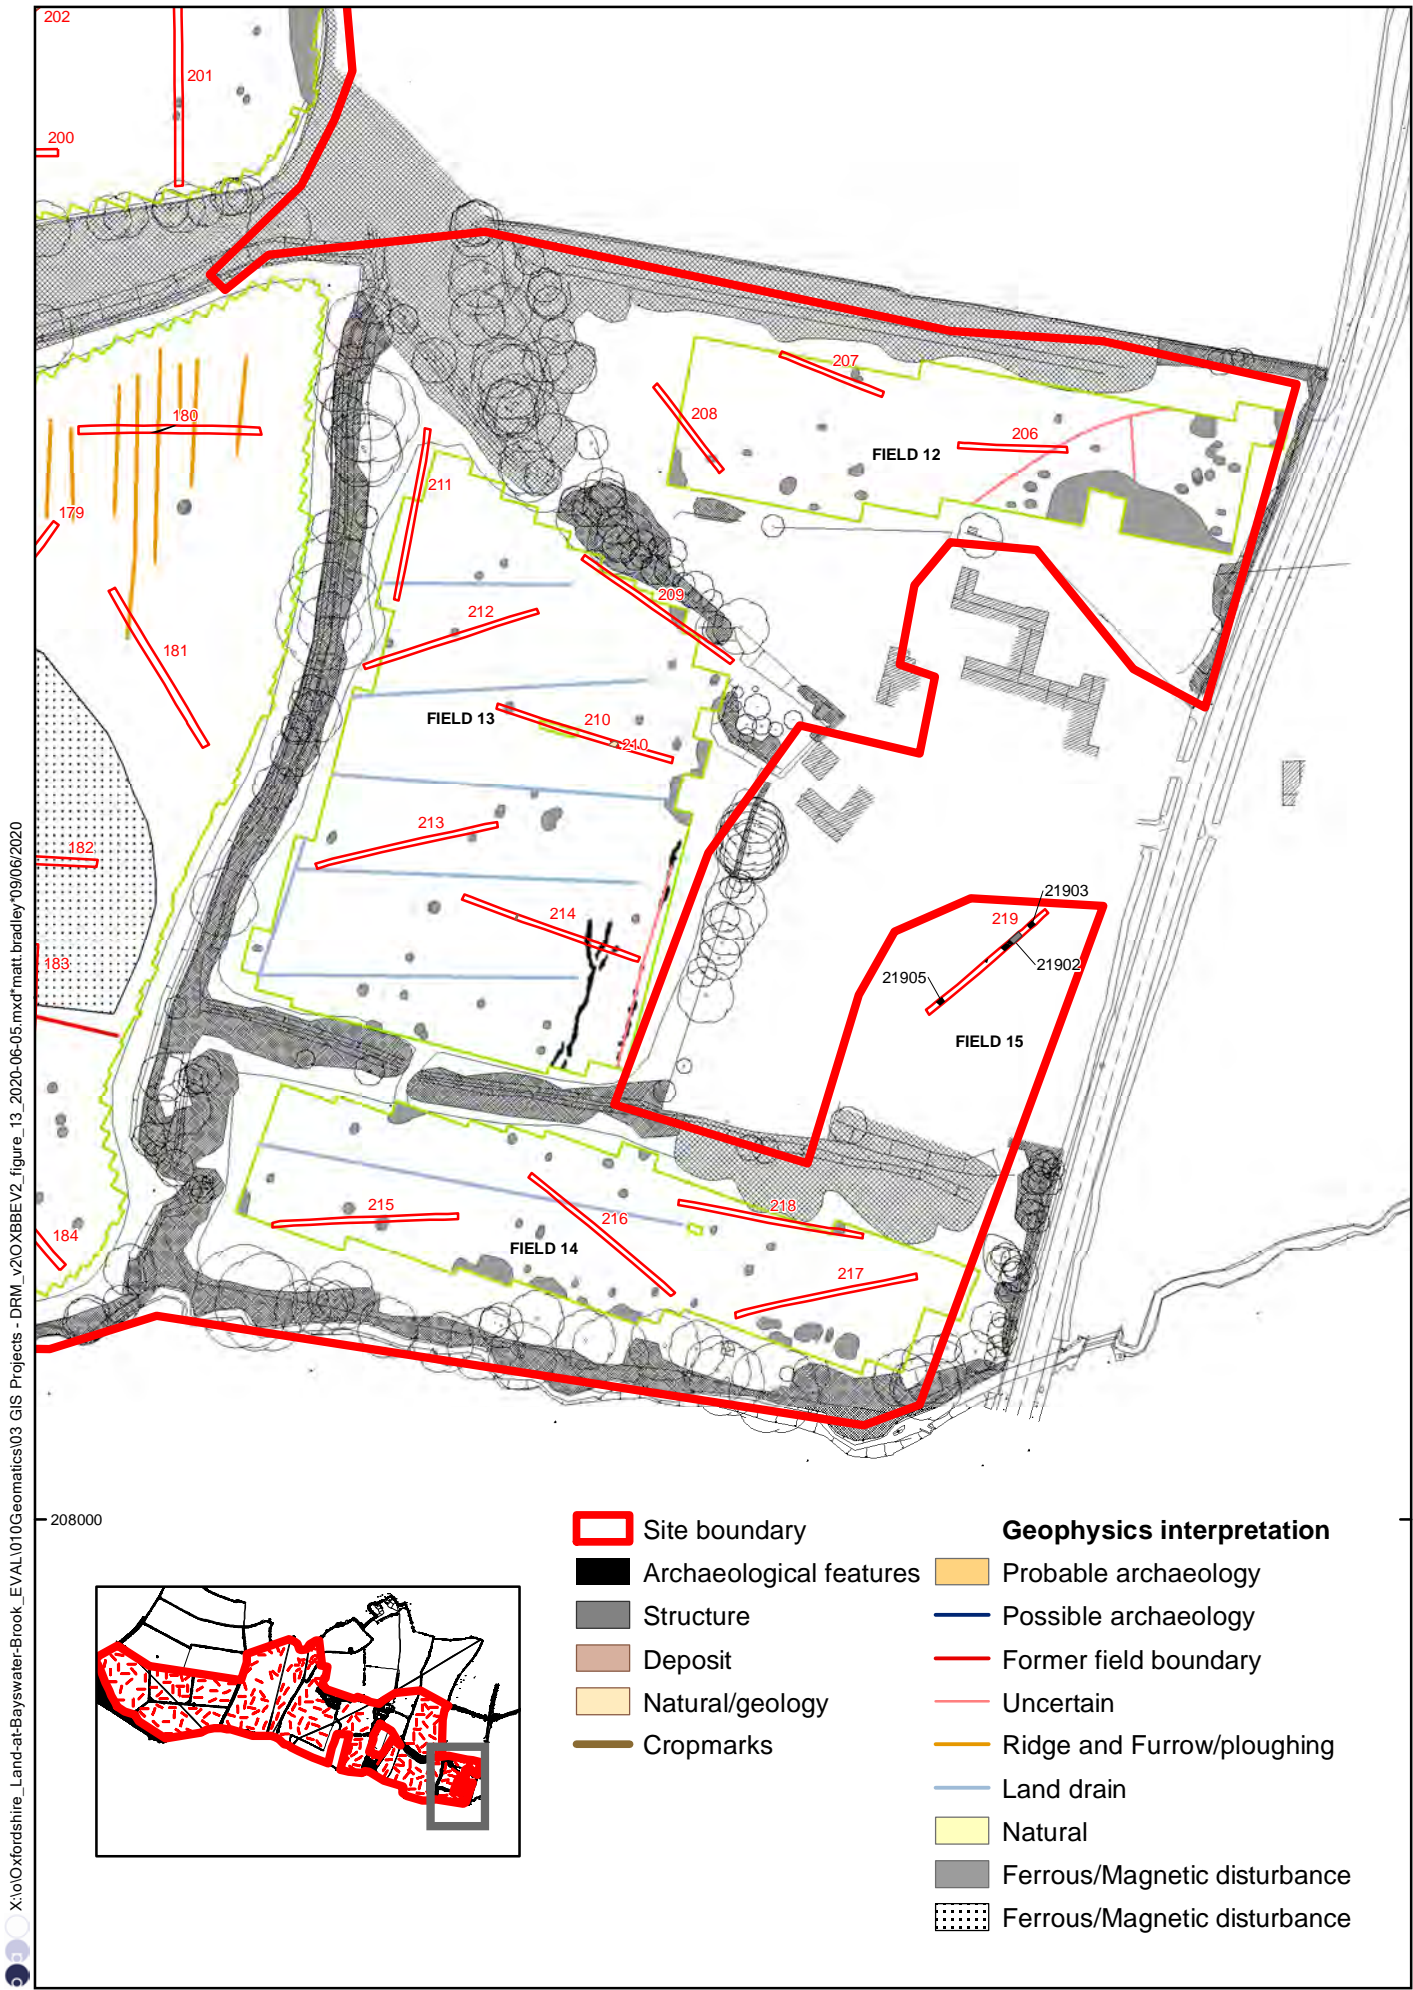 202
201
200
207
208
206
FIELD 12
180
211
179
209
212
181
FIELD 13
210
210
213
182
214
183
21903
219
21902
21905
FIELD 15
215
216
218
184
FIELD 14
217
208000
Site boundary
Archaeological features
Structure
Deposit
Natural/geology
Cropmarks
Geophysics interpretation
Probable archaeology
Possible archaeology
Former field boundary
Uncertain
Ridge and Furrow/ploughing
Land drain
Natural
Ferrous/Magnetic disturbance
Ferrous/Magnetic disturbance
X:\o\Oxfordshire_Land-at-Bayswater-Brook_EVAL\010Geomatics\03 GIS Projects - DRM_v2\OXBBEV2_figure_13_2020-06-05.mxd*matt.bradley*09/06/2020